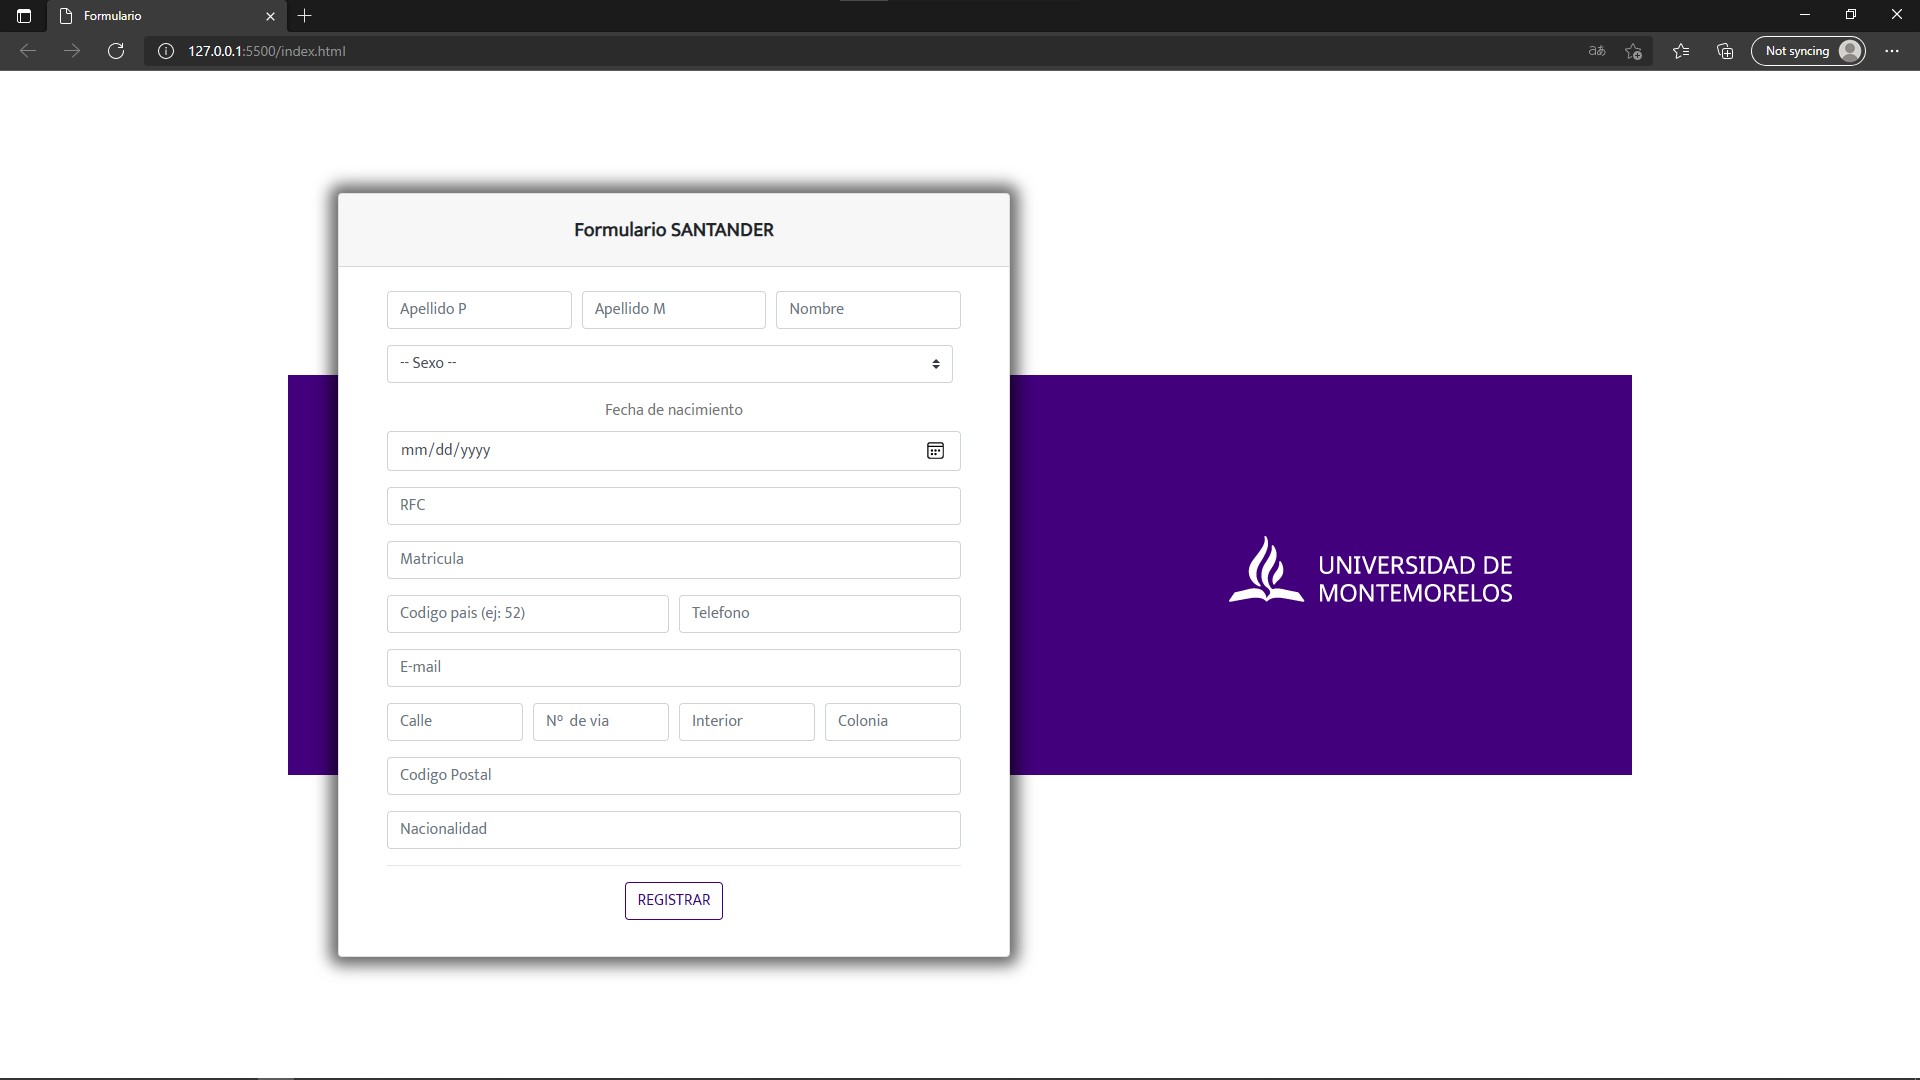 Formulario
127.0.0.1:5500/index.html
aあ
Not syncing
Formulario SANTANDER
Apellido P
Apellido M
Nombre
-- Sexo --
Fecha de nacimiento
mm/dd/yyyy
RFC
Matricula
Codigo pais (ej: 52)
Telefono
E-mail
Calle
Nº de via
Interior
Colonia
Codigo Postal
Nacionalidad
REGISTRAR
UNIVERSIDAD DE
MONTEMORELOS